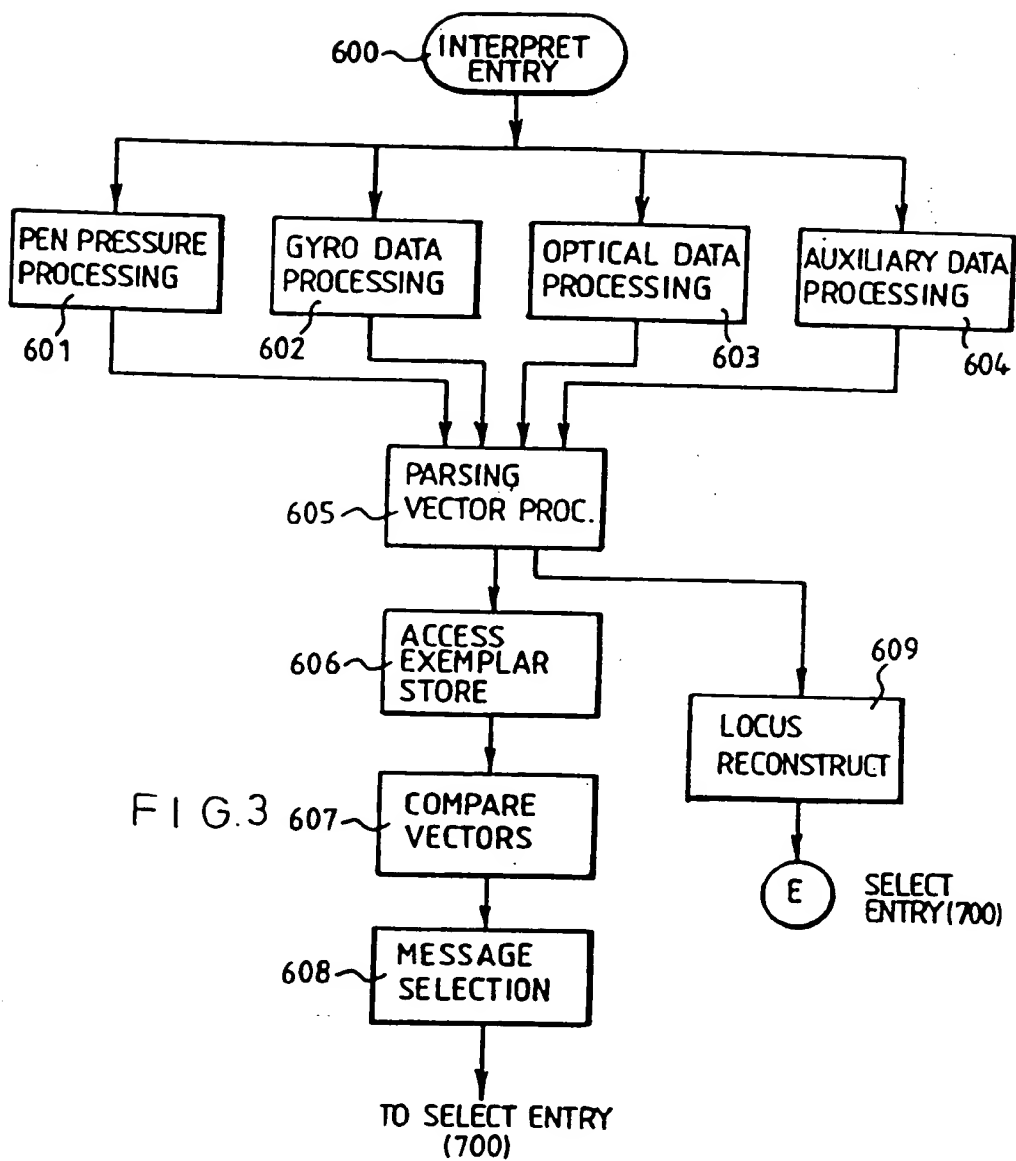 600
INTERPRET
ENTRY
PEN PRESSURE
PROCESSING
601
GYRO DATA
PROCESSING
602
OPTICAL DATA
PROCESSING
603
AUXILIARY DATA
PROCESSING
604
605
PARSING
VECTOR PROC.
606
ACCESS
EXEMPLAR
STORE
609
LOCUS
RECONSTRUCT
FIG.3
607
COMPARE
VECTORS
E
SELECT
ENTRY(700)
608
MESSAGE
SELECTION
TO SELECT ENTRY
(700)